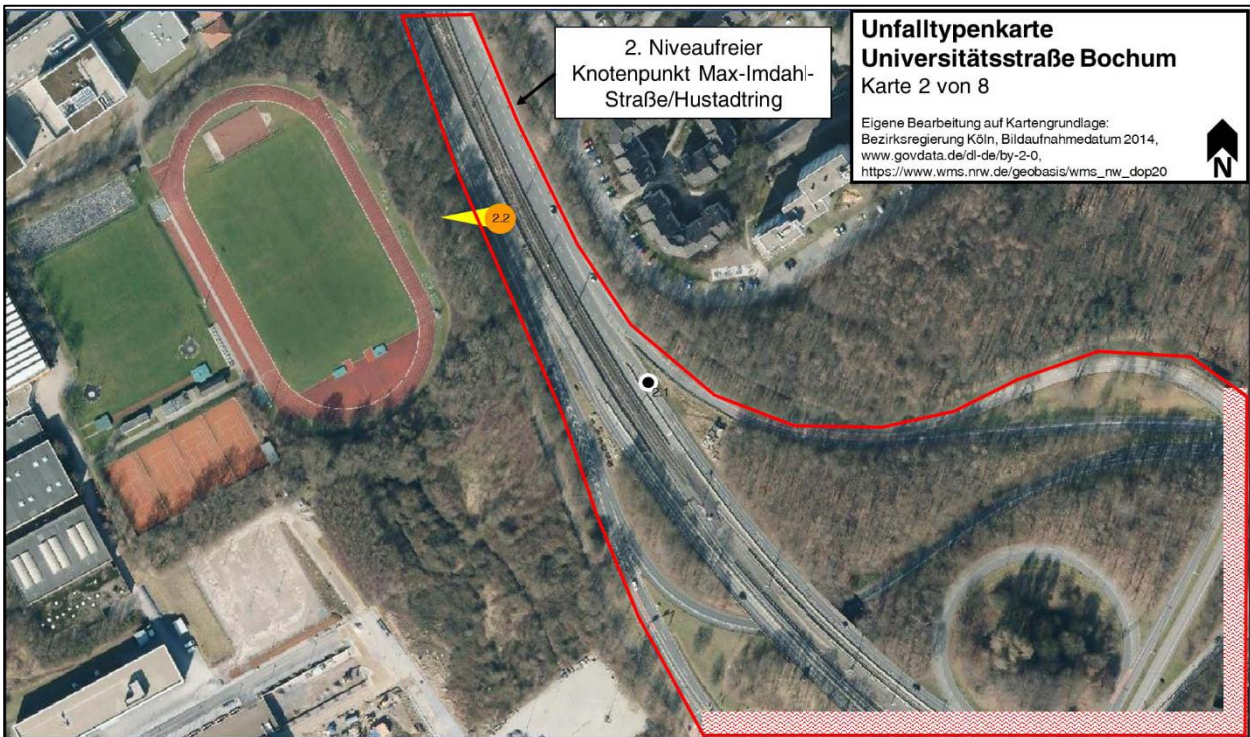 2. Niveaufreier
Knotenpunkt Max-Imdahl-
Straße/Hustadtring
Unfalltypenkarte
Universitätsstraße Bochum
Karte 2 von 8
Eigene Bearbeitung auf Kartengrundlage:
Bezirksregierung Köln, Bildaufnahmedatum 2014,
www.govdata.de/dl-de/by-2-0,
https://www.wms.nrw.de/geobasis/wms_nw_dop20
N
2.2
2.1